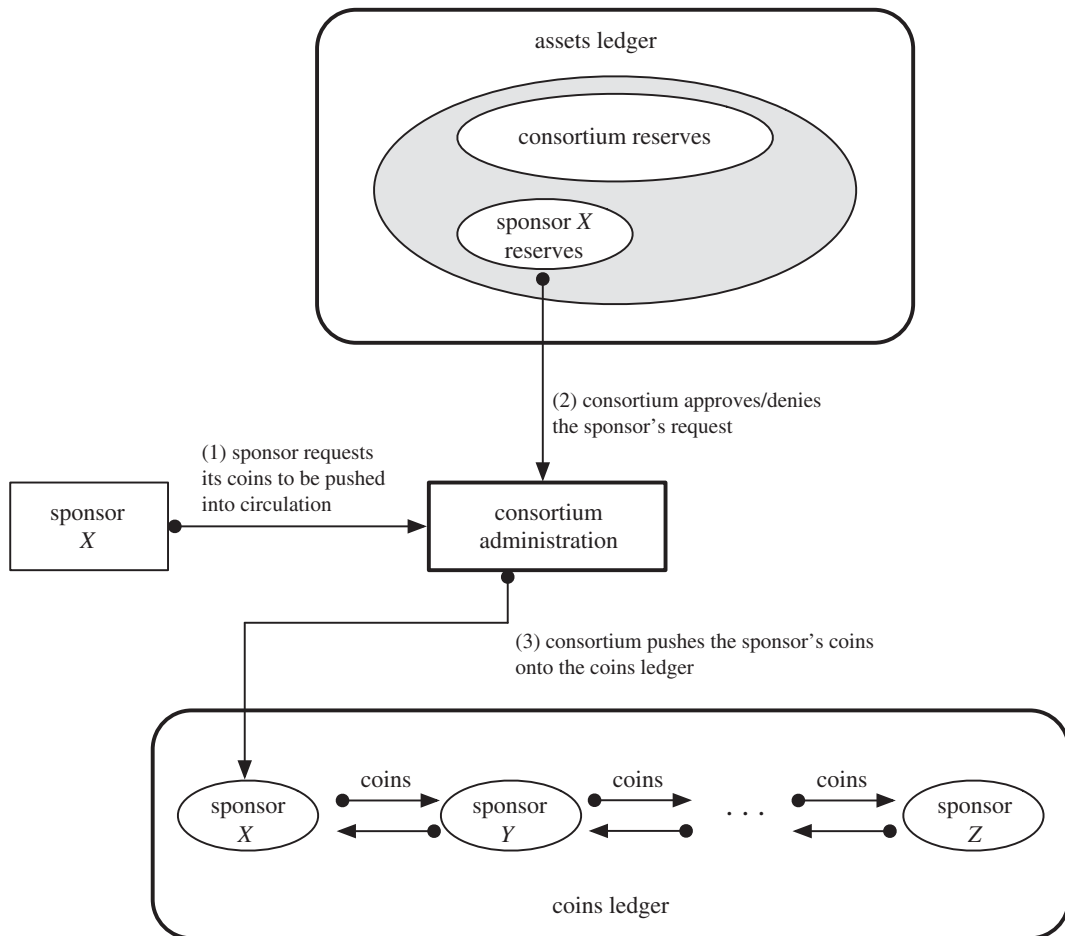 assets ledger
consortium reserves
sponsor X
reserves
(2) consortium approves/denies
the sponsor's request
(1) sponsor requests
its coins to be pushed
into circulation
sponsor
X
consortium
administration
(3) consortium pushes the sponsor's coins
onto the coins ledger
coins
coins
coins
sponsor
X
sponsor
Y
. . .
sponsor
Z
coins ledger